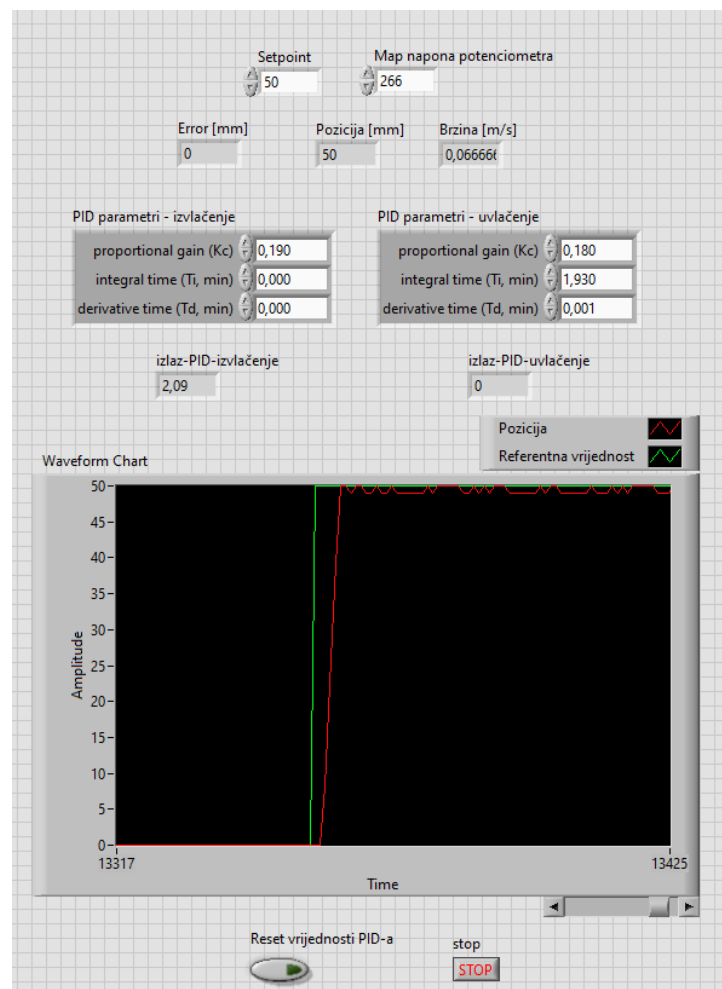 Setpoint
50
Map napona potenciometra
266
Error [mm]
0
Pozicija [mm]
50
Brzina [m/s]
0,06666
PID parametri - izvlačenje
proportional gain (Kc) 0,190
integral time (Ti, min) 0,000
derivative time (Td, min) 0,000
PID parametri - uvlačenje
proportional gain (Kc) 0,180
integral time (Ti, min) 1,930
derivative time (Td, min) 0,001
izlaz-PID-izvlačenje
2,09
izlaz-PID-uvlačenje
0
Pozicija
Referentna vrijednost
Waveform Chart
50
45
40
35
30
25
20
15
10
5
0
Amplitude
13317
13425
Time
Reset vrijednosti PID-a
stop
STOP